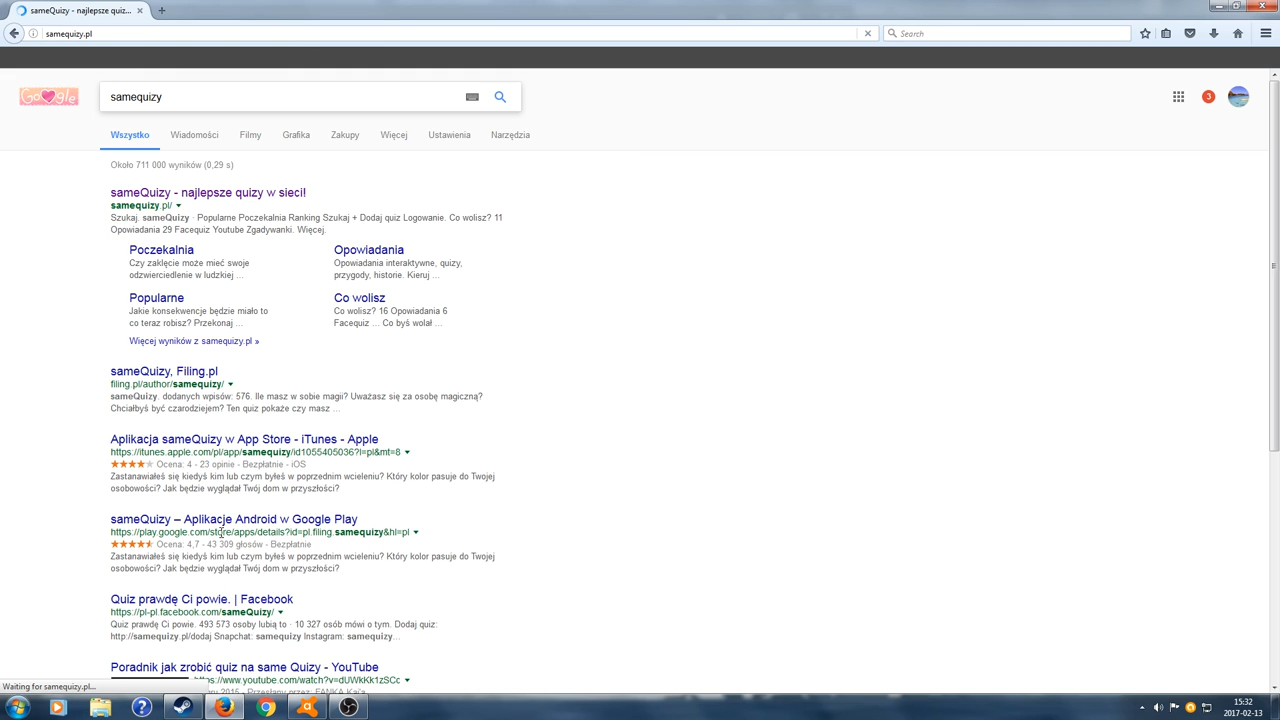 sameQuizy - najlepsze quiz...
samequizy.pl
Search
Google
samequizy
3
Wszystko Wiadomości Filmy Grafika Zakupy Więcej Ustawienia Narzędzia
Około 711 000 wyników (0,29 s)
sameQuizy - najlepsze quizy w sieci!
samequizy.pl/
Szukaj. sameQuizy · Popularne Poczekalnia Ranking Szukaj + Dodaj quiz Logowanie. Co wolisz? 11
Opowiadania 29 Facequiz Youtube Zgadywanki. Więcej.
Poczekalnia
Czy zaklęcie może mieć swoje
odzwierciedlenie w ludzkiej ...
Opowiadania
Opowiadania interaktywne, quizy,
przygody, historie. Kieruj ...
Popularne
Jakie konsekwencje będzie miało to
co teraz robisz? Przekonaj ...
Co wolisz
Co wolisz? 16 Opowiadania 6
Facequiz ... Co byś wolał ...
Więcej wyników z samequizy.pl »
sameQuizy, Filing.pl
filing.pl/author/samequizy/
sameQuizy. dodanych wpisów: 576. Ile masz w sobie magii? Uważasz się za osobę magiczną?
Chciałbyś być czarodziejem? Ten quiz pokaże czy masz ...
Aplikacja sameQuizy w App Store - iTunes - Apple
https://itunes.apple.com/pl/app/samequizy/id1055405036?l=pl&mt=8
Ocena: 4 - 23 opinie - Bezpłatnie - iOS
Zastanawiałeś się kiedyś kim lub czym byłeś w poprzednim wcieleniu? Który kolor pasuje do Twojej
osobowości? Jak będzie wyglądał Twój dom w przyszłości?
sameQuizy – Aplikacje Android w Google Play
https://play.google.com/store/apps/details?id=pl.filing.samequizy&hl=pl
Ocena: 4,7 - 43 309 głosów - Bezpłatnie
Zastanawiałeś się kiedyś kim lub czym byłeś w poprzednim wcieleniu? Który kolor pasuje do Twojej
osobowości? Jak będzie wyglądał Twój dom w przyszłości?
Quiz prawdę Ci powie. | Facebook
https://pl-pl.facebook.com/sameQuizy/
Quiz prawdę Ci powie. 493 573 osoby lubią to · 10 327 osób mówi o tym. Dodaj quiz:
http://samequizy.pl/dodaj Snapchat: samequizy Instagram: samequizy...
Poradnik jak zrobić quiz na same Quizy - YouTube
https://www.youtube.com/watch?v=dUWkKk1zSCc
Waiting for samequizy.pl...
15:32
2017-02-13